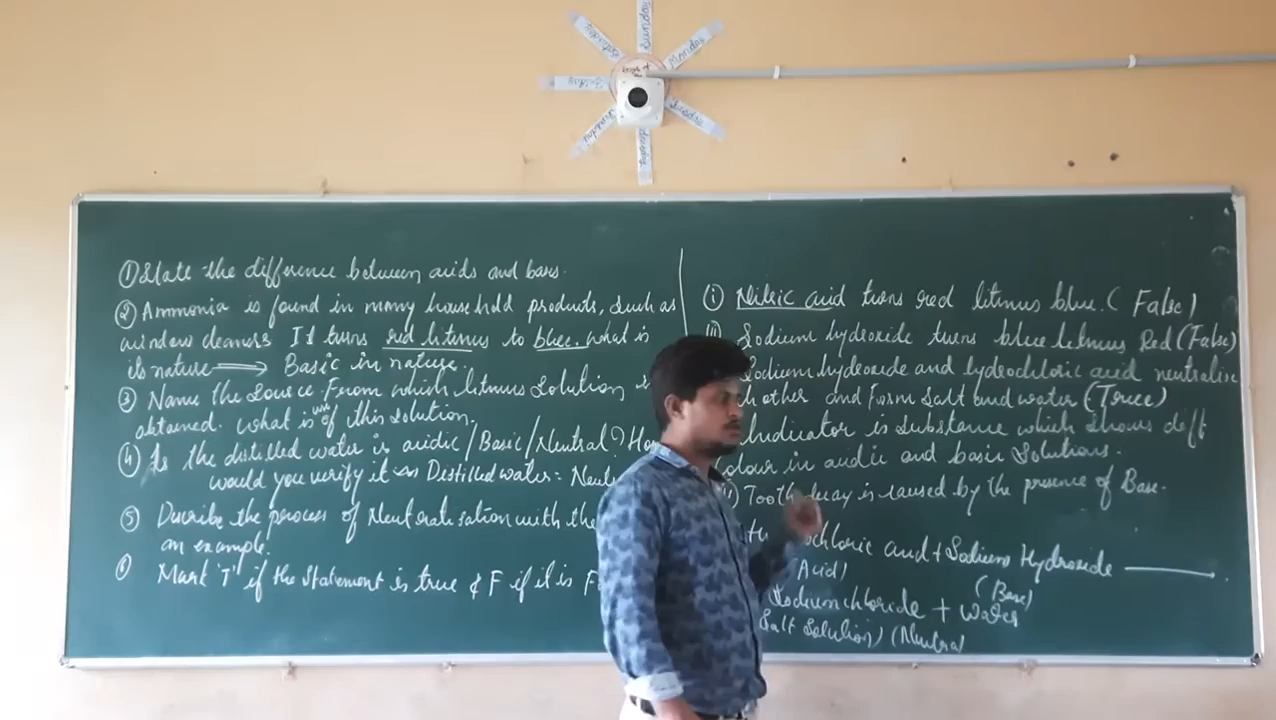 Monday
① State the difference between acids and bases.
② Ammonia is found in many household products, such as
window cleaners It turns red litmus to blue. what is
its nature → Basic in nature.
③ Name the Source From which litmus solution
obtained. What is use of this solution.
④ Is the distilled water is acidic/Basic/Neutral?
would you verify it Distilled water = 
⑤ Describe the process of Neutralisation with the
an example.
⑥ Mark 'T' if the statement is true & F if it is F
ⓘ Nitric acid turns red litmus blue. (False)
Sodium hydroxide turns blue litmus Red (False)
Sodium hydroxide and hydrochloric acid neutralise
other and form salt and water (True)
Indicator is substance which shows diff
colour in acidic and basic solutions.
Tooth decay is caused by the presence of Base.
chloric acid + Sodium Hydroxide →
(Acid) (Base)
Sodium chloride + Water
Salt Solution) (Neutral